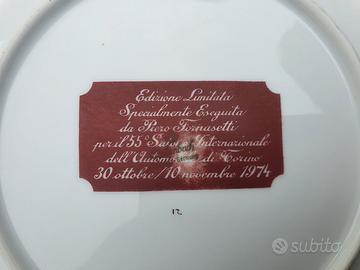 Edizione Limitata
Specialmente Eseguita
da Piero Fornasetti
per il 55° Salone Internazionale
dell'Automobile di Torino
30 ottobre/10 novembre 1974
12
subito